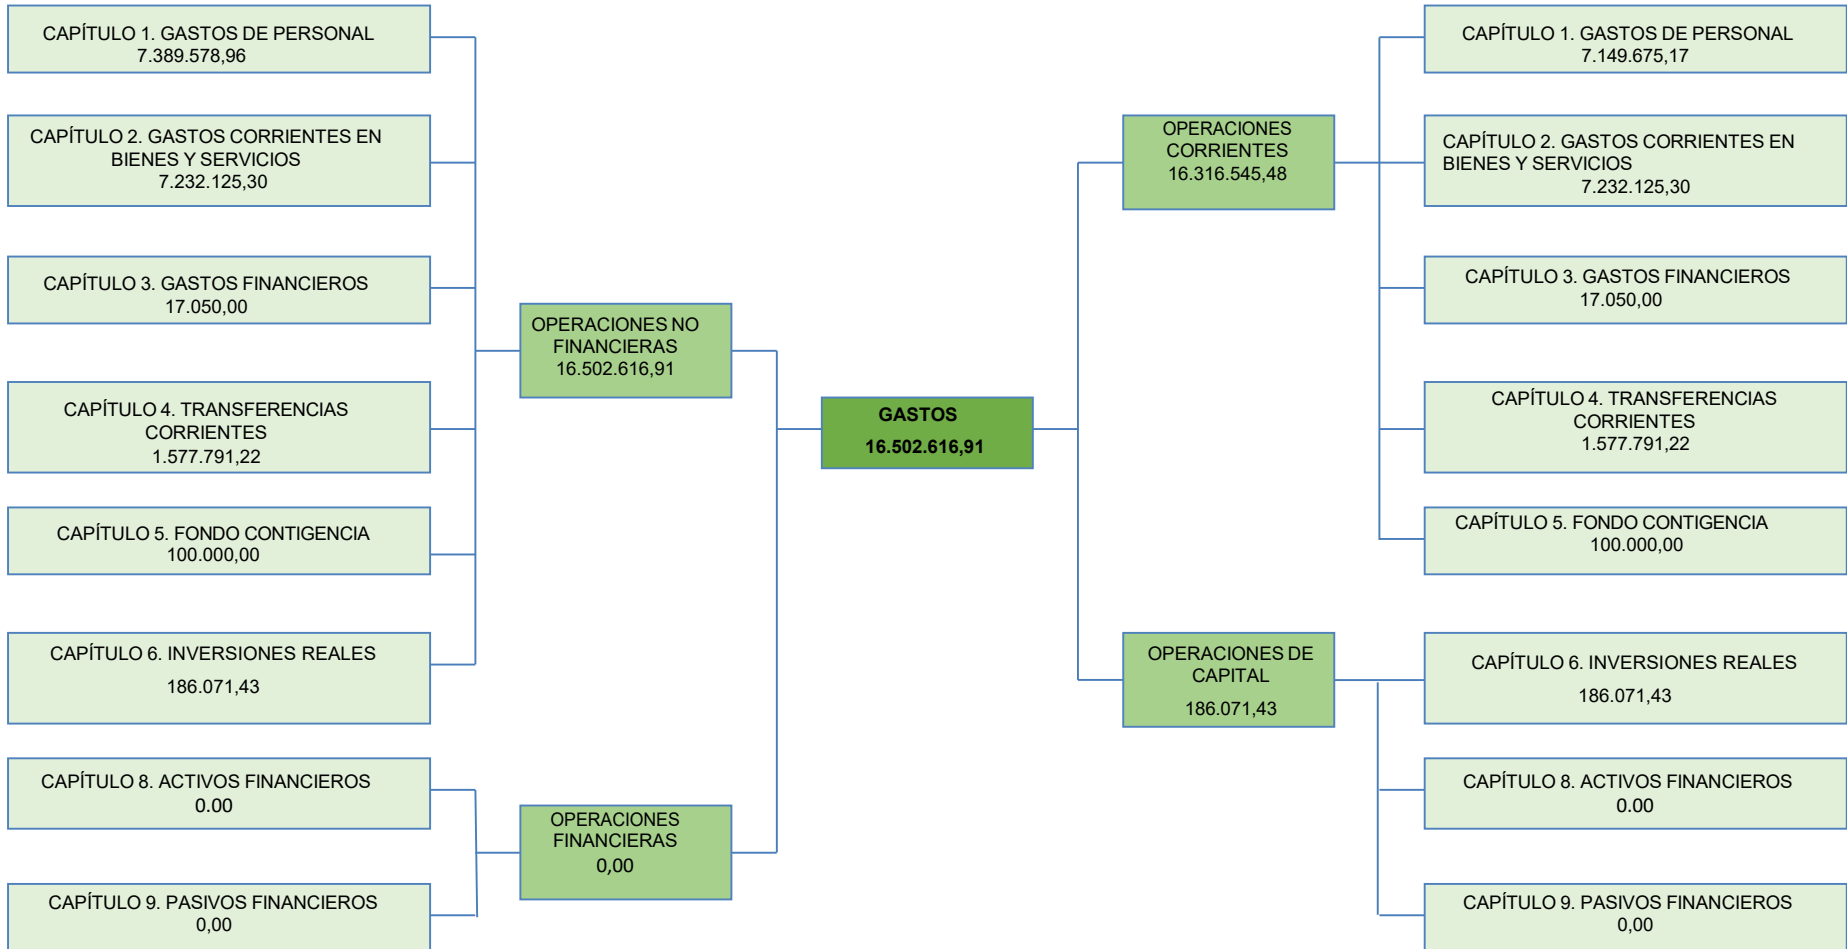 CAPÍTULO 1. GASTOS DE PERSONAL
7.389.578,96
CAPÍTULO 2. GASTOS CORRIENTES EN
BIENES Y SERVICIOS
7.232.125,30
CAPÍTULO 3. GASTOS FINANCIEROS
17.050,00
CAPÍTULO 4. TRANSFERENCIAS
CORRIENTES
1.577.791,22
CAPÍTULO 5. FONDO CONTIGENCIA
100.000,00
CAPÍTULO 6. INVERSIONES REALES
186.071,43
CAPÍTULO 8. ACTIVOS FINANCIEROS
0.00
CAPÍTULO 9. PASIVOS FINANCIEROS
0,00
OPERACIONES NO
FINANCIERAS
16.502.616,91
OPERACIONES
FINANCIERAS
0,00
GASTOS
16.502.616,91
OPERACIONES
CORRIENTES
16.316.545,48
OPERACIONES DE
CAPITAL
186.071,43
CAPÍTULO 1. GASTOS DE PERSONAL
7.149.675,17
CAPÍTULO 2. GASTOS CORRIENTES EN
BIENES Y SERVICIOS
7.232.125,30
CAPÍTULO 3. GASTOS FINANCIEROS
17.050,00
CAPÍTULO 4. TRANSFERENCIAS
CORRIENTES
1.577.791,22
CAPÍTULO 5. FONDO CONTIGENCIA
100.000,00
CAPÍTULO 6. INVERSIONES REALES
186.071,43
CAPÍTULO 8. ACTIVOS FINANCIEROS
0.00
CAPÍTULO 9. PASIVOS FINANCIEROS
0,00